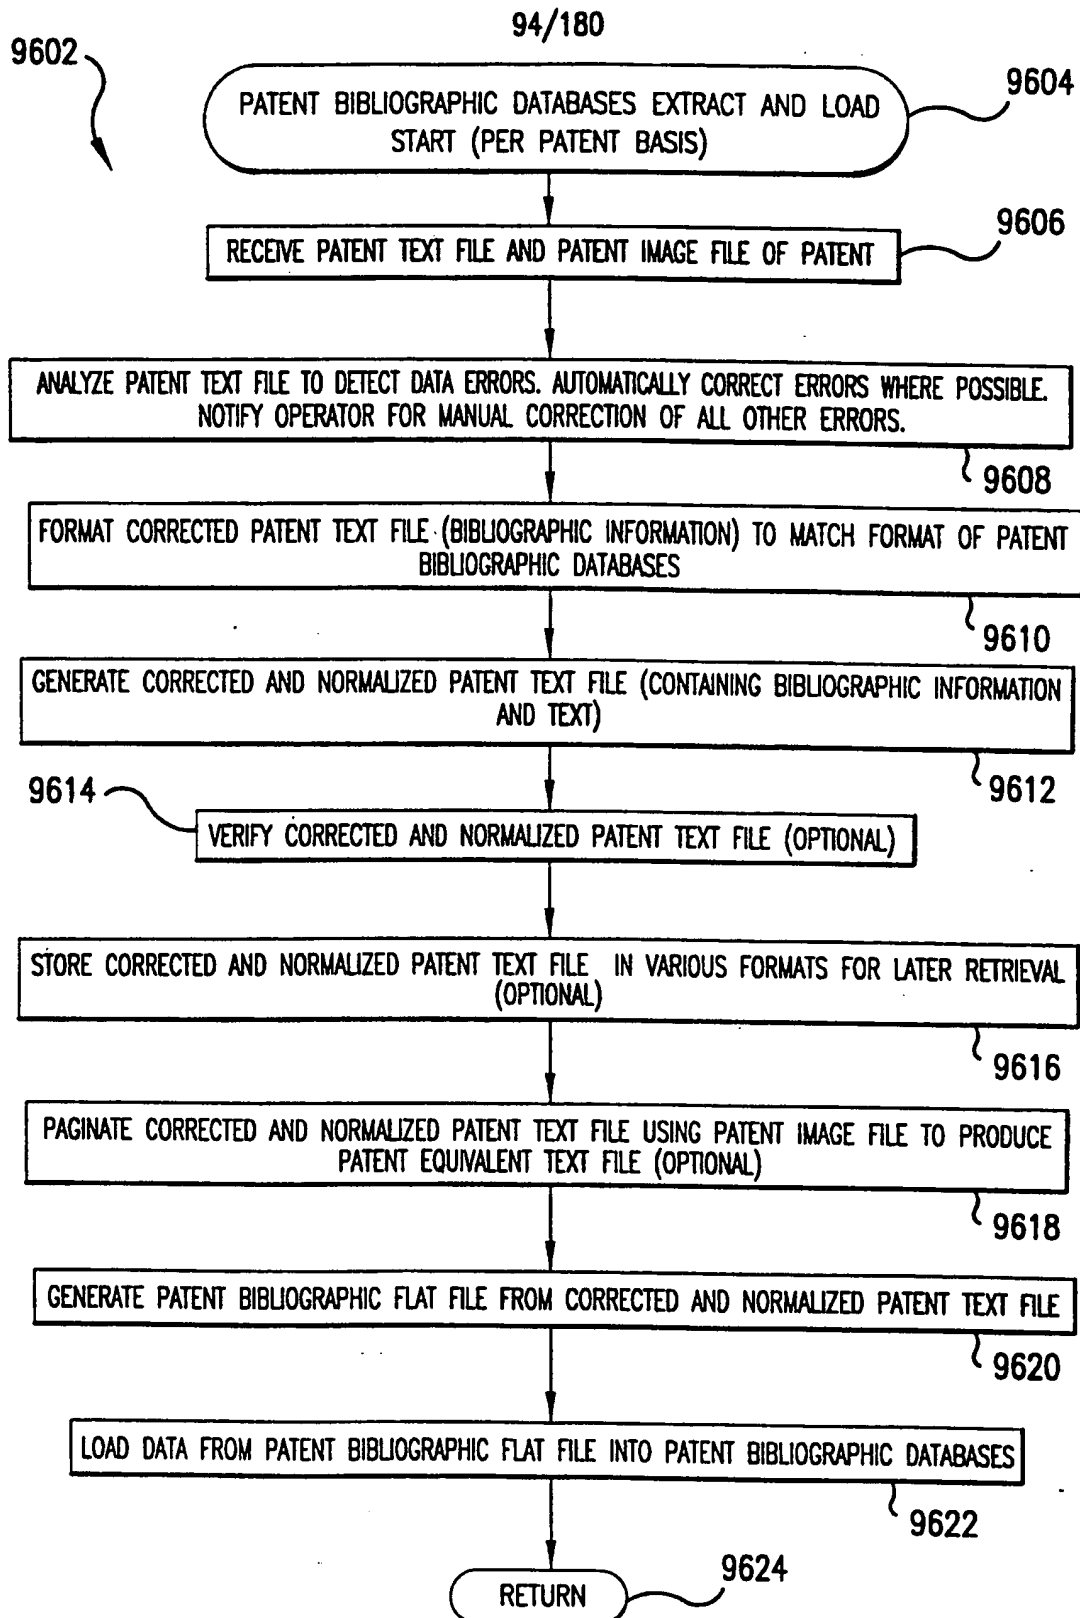 94/180
9602
PATENT BIBLIOGRAPHIC DATABASES EXTRACT AND LOAD
START (PER PATENT BASIS)
9604
RECEIVE PATENT TEXT FILE AND PATENT IMAGE FILE OF PATENT
9606
ANALYZE PATENT TEXT FILE TO DETECT DATA ERRORS. AUTOMATICALLY CORRECT ERRORS WHERE POSSIBLE.
NOTIFY OPERATOR FOR MANUAL CORRECTION OF ALL OTHER ERRORS.
9608
FORMAT CORRECTED PATENT TEXT FILE (BIBLIOGRAPHIC INFORMATION) TO MATCH FORMAT OF PATENT
BIBLIOGRAPHIC DATABASES
9610
GENERATE CORRECTED AND NORMALIZED PATENT TEXT FILE (CONTAINING BIBLIOGRAPHIC INFORMATION
AND TEXT)
9612
9614
VERIFY CORRECTED AND NORMALIZED PATENT TEXT FILE (OPTIONAL)
STORE CORRECTED AND NORMALIZED PATENT TEXT FILE IN VARIOUS FORMATS FOR LATER RETRIEVAL
(OPTIONAL)
9616
PAGINATE CORRECTED AND NORMALIZED PATENT TEXT FILE USING PATENT IMAGE FILE TO PRODUCE
PATENT EQUIVALENT TEXT FILE (OPTIONAL)
9618
GENERATE PATENT BIBLIOGRAPHIC FLAT FILE FROM CORRECTED AND NORMALIZED PATENT TEXT FILE
9620
LOAD DATA FROM PATENT BIBLIOGRAPHIC FLAT FILE INTO PATENT BIBLIOGRAPHIC DATABASES
9622
RETURN
9624